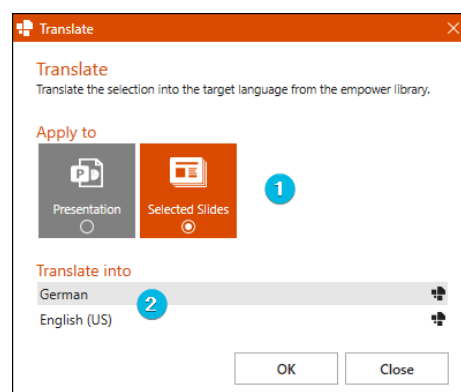 Translate
Translate
Translate the selection into the target language from the empower library.
Apply to
Presentation
Selected Slides
1
Translate into
German
2
English (US)
OK
Close